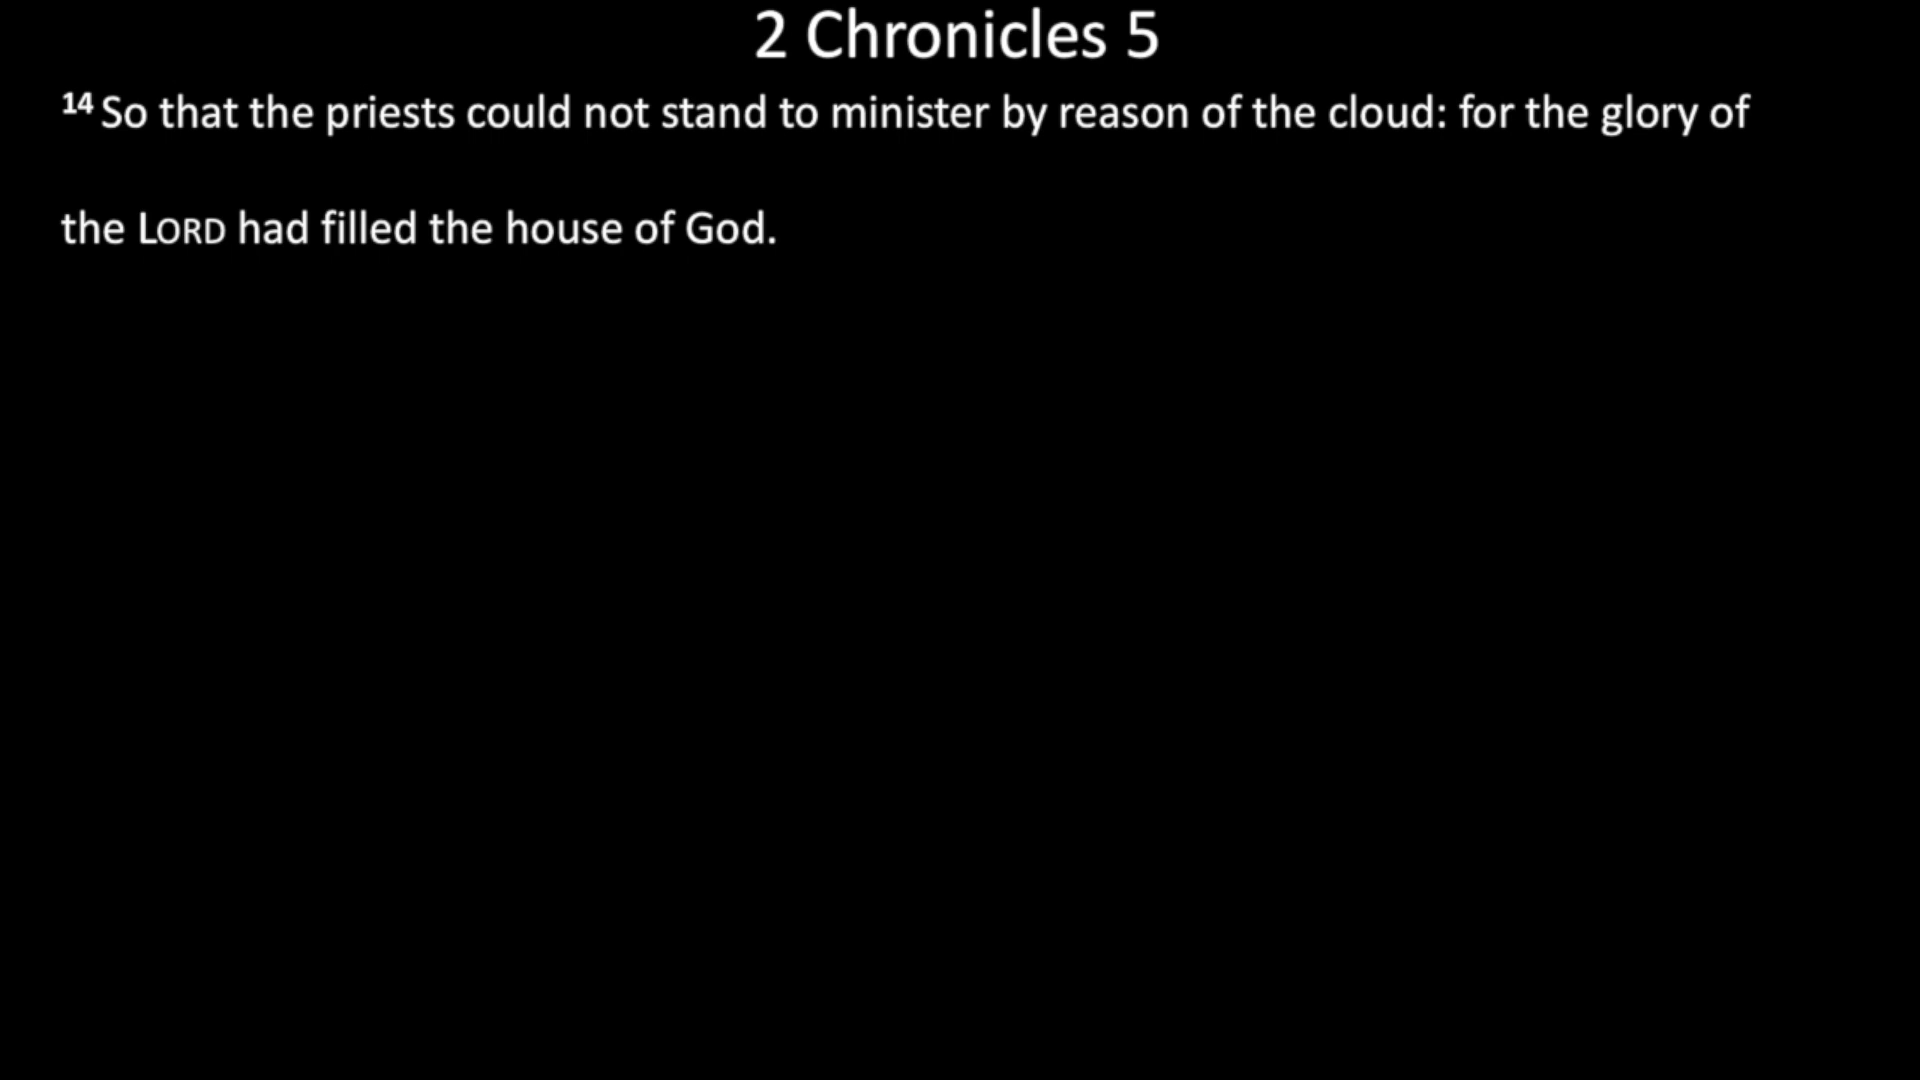 2 Chronicles 5
14 So that the priests could not stand to minister by reason of the cloud: for the glory of
the LORD had filled the house of God.